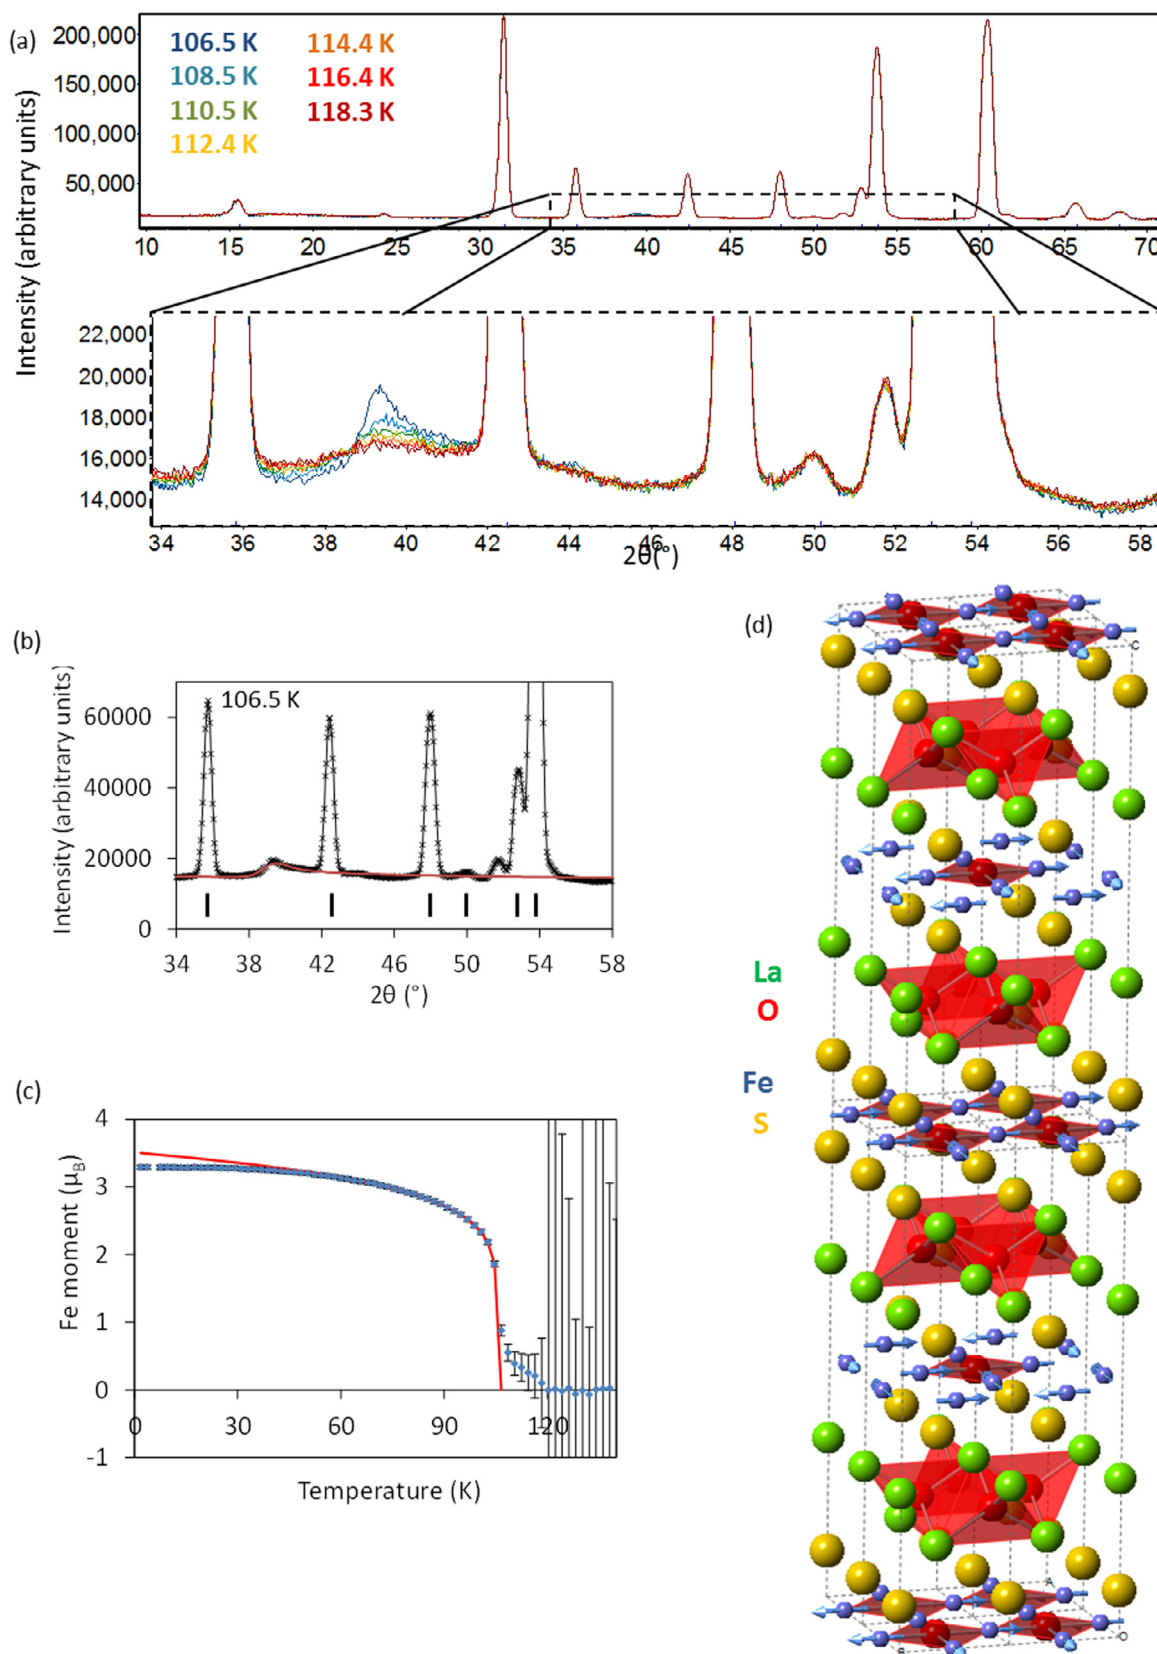 (a)
Intensity (arbitrary units)
200,000
150,000
100,000
50,000
106.5 K
108.5 K
110.5 K
112.4 K
114.4 K
116.4 K
118.3 K
10 15 20 25 30 35 40 45 50 55 60 65 70
22,000
20,000
18,000
16,000
14,000
34 36 38 40 42 44 46 48 50 52 54 56 58
2θ(°)
(b)
Intensity (arbitrary units)
106.5 K
60000
40000
20000
0
34 42 46 50 54 58
2θ (°)
(c)
Fe moment (μB)
4
3
2
1
0
-1
0 30 60 90 120
Temperature (K)
(d)
La
O
Fe
S
C
A
B
O